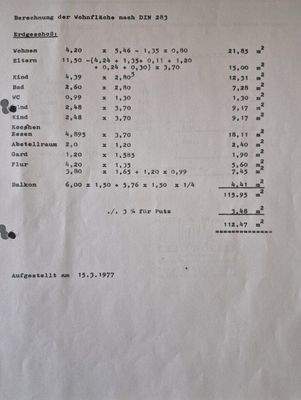 Berechnung der Wohnfläche nach DIN 283
Erdgeschoß:
Wohnen 4,20 x 5,46 - 1,35 x 0,80 21,85 m2
Eltern 11,50 -(4,24 + 1,35+ 0,11 + 1,20
+ 0,24 + 0,30) x 3,70 15,00 m2
Kind 4,39 x 2,805 12,31 m2
Bad 2,60 x 2,80 7,28 m2
WC 0,99 x 1,30 1,30 m2
Kind 2,48 x 3,70 9,17 m2
Kind 2,48 x 3,70 9,17 m2
Kochen
Essen 4,895 x 3,70 18,11 m2
Abstellraum 2,0 x 1,20 2,40 m2
Gard 1,20 x 1,585 1,90 m2
Flur 4,20 x 1,35 5,60 m2
3,80 x 1,65 + 1,20 x 0,99 7,45 m2
Balkon 6,00 x 1,50 + 5,76 x 1,50 x 1/4 4,41 m2
115.95 m2
./. 3 % für Putz 3,48 m2
112,47 m2
Aufgestellt am 15.3.1977